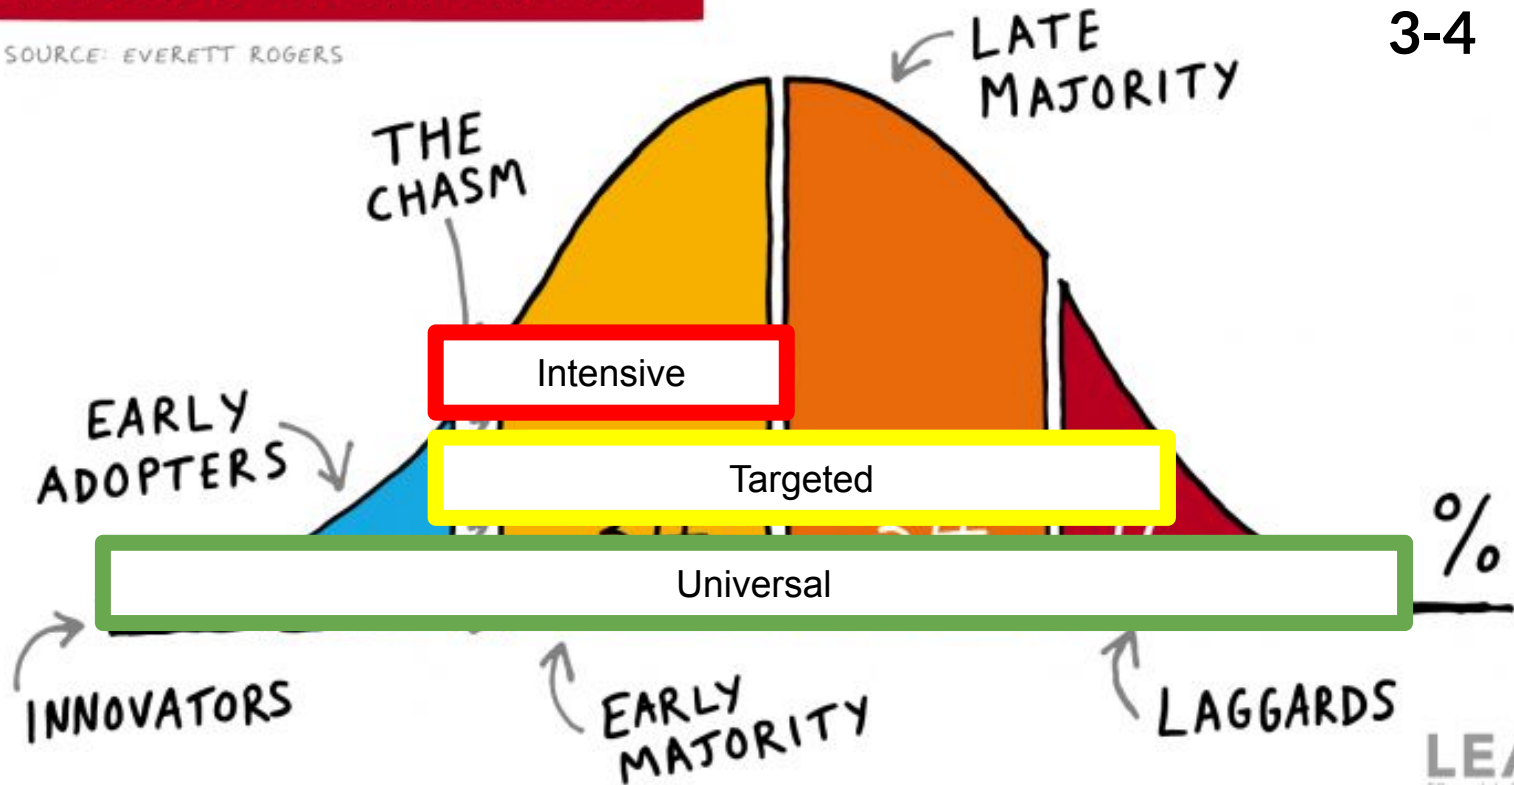 SOURCE: EVERETT ROGERS
3-4
LATE
MAJORITY
THE
CHASM
Intensive
EARLY
ADOPTERS
Targeted
%
Universal
INNOVATORS
EARLY
MAJORITY
LAGGARDS